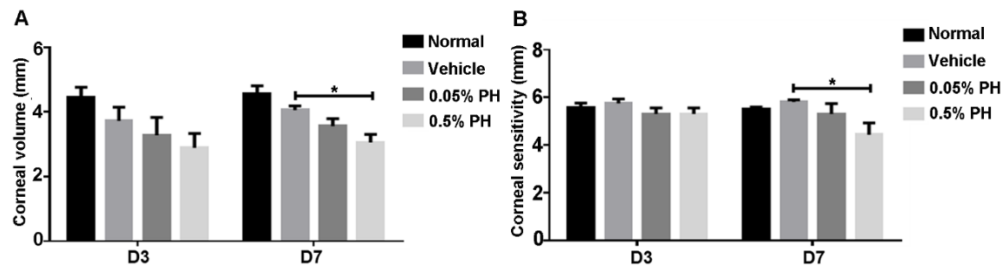 A
Corneal volume (mm)
6
4
2
0
*
D3
D7
Normal
Vehicle
0.05% PH
0.5% PH
B
Corneal sensitivity (mm)
8
6
4
2
0
*
D3
D7
Normal
Vehicle
0.05% PH
0.5% PH